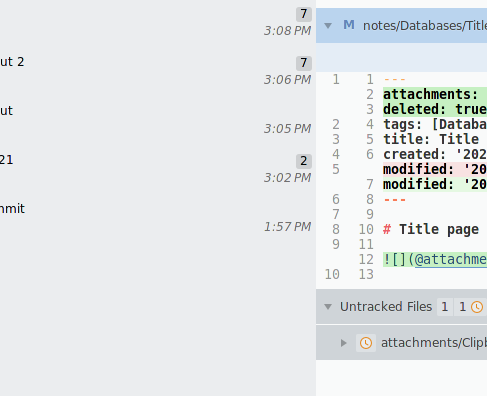 7
3:08 PM
ut 2
7
3:06 PM
ut
3:05 PM
21
2
3:02 PM
mmit
1:57 PM
M notes/Databases/Title
1 1 ---
2 attachments:
3 deleted: true
2 4 tags: [Databa
3 5 title: Title
4 6 created: '202
5 modified: '20
7 modified: '20
6 8 ---
7 9
8 10 # Title page
9 11
12 ![](@attachme
10 13
Untracked Files 1 1
attachments/Clipb